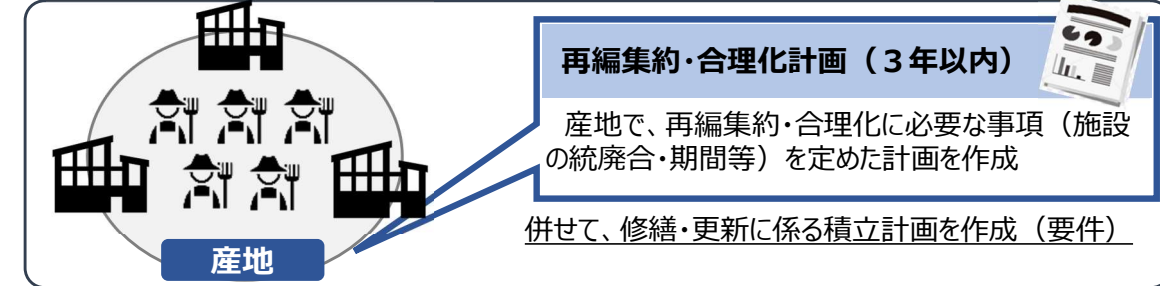 再編集約・合理化計画（３年以内）
産地で、再編集約・合理化に必要な事項（施設
の統廃合・期間等）を定めた計画を作成
併せて、修繕・更新に係る積立計画を作成（要件）
産地